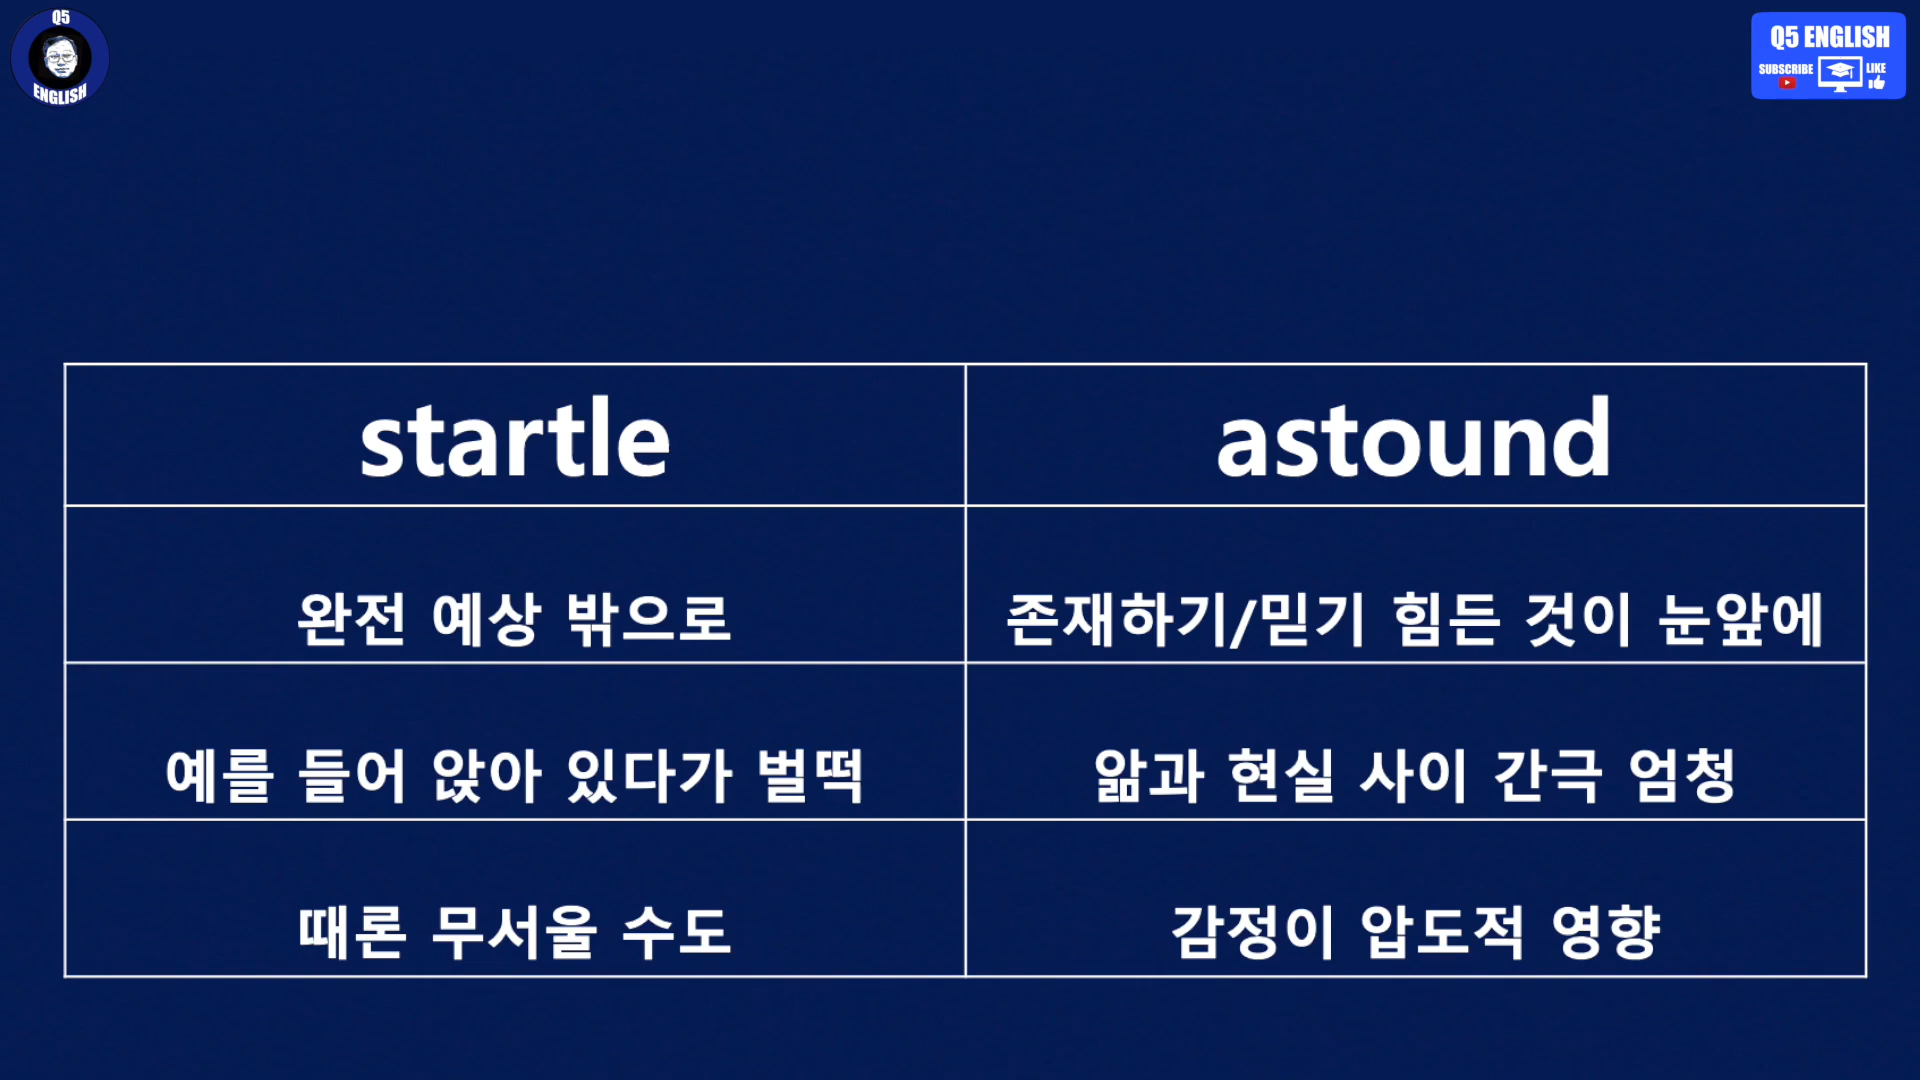 Q5
ENGLISH
Q5 ENGLISH
SUBSCRIBE
LIKE
startle
astound
완전 예상 밖으로
존재하기/믿기 힘든 것이 눈앞에
예를 들어 앉아 있다가 벌떡
앎과 현실 사이 간극 엄청
때론 무서울 수도
감정이 압도적 영향